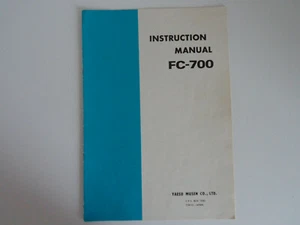 INSTRUCTION
MANUAL
FC-700
YAESU MUSEN CO., LTD.